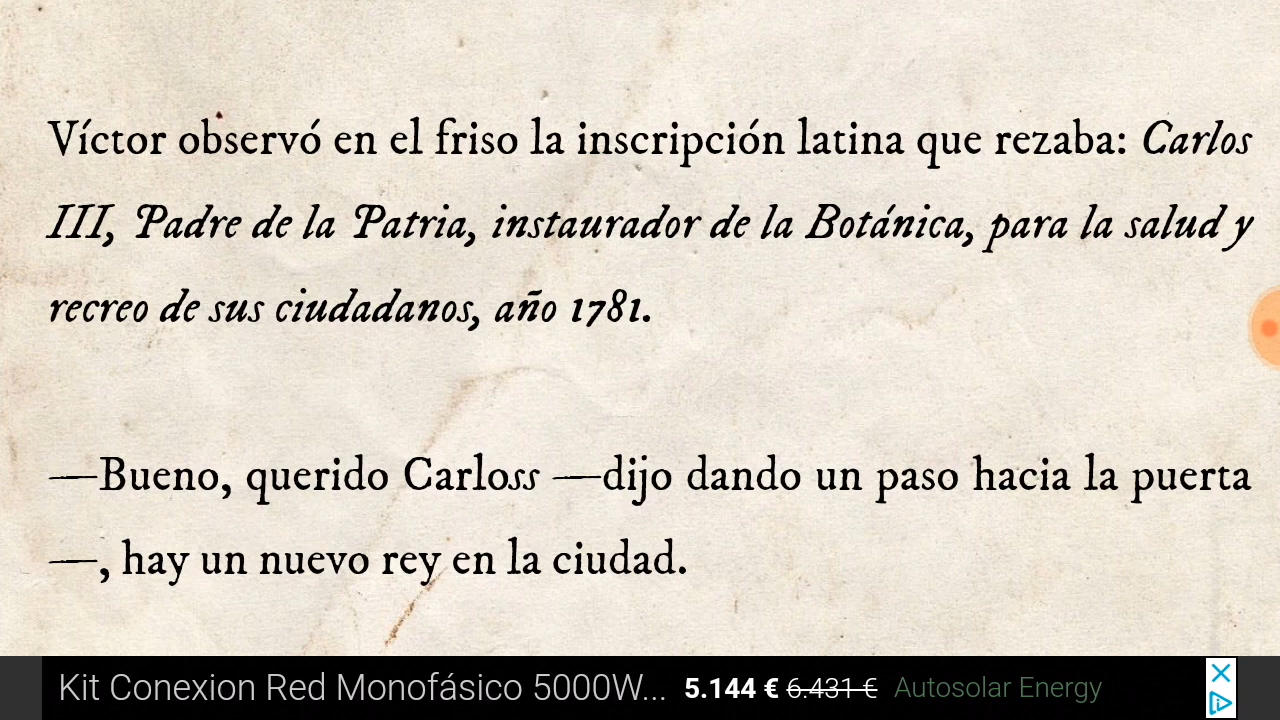 Víctor observó en el friso la inscripción latina que rezaba: Carlos
III, Padre de la Patria, instaurador de la Botánica, para la salud y
recreo de sus ciudadanos, año 1781.
—Bueno, querido Carloss —dijo dando un paso hacia la puerta
—, hay un nuevo rey en la ciudad.
Kit Conexion Red Monofásico 5000W... 5.144 € 6.431 € Autosolar Energy